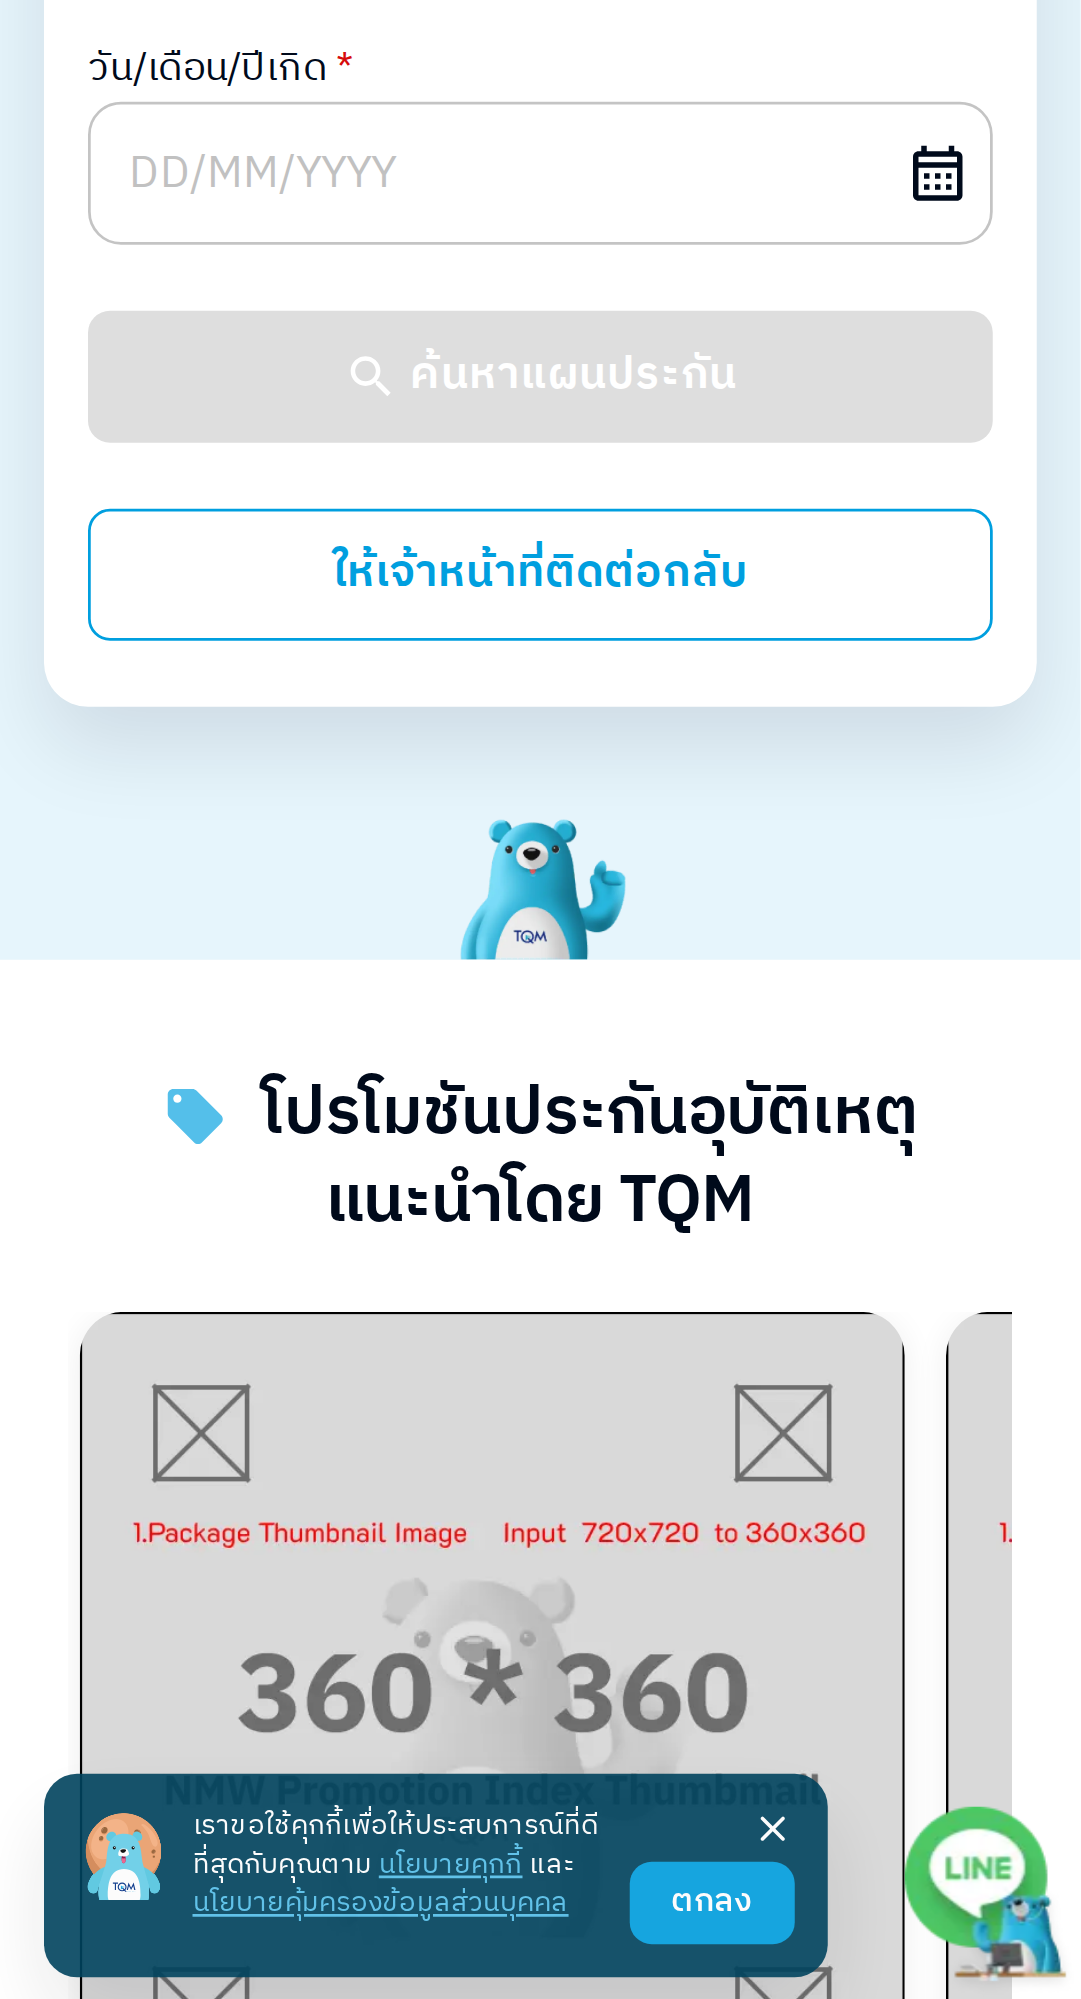 วัน/เดือน/ปีเกิด *
DD/MM/YYYY
ค้นหาแผนประกัน
ให้เจ้าหน้าที่ติดต่อกลับ
TQM
โปรโมชันประกันอุบัติเหตุ
แนะนำโดย TQM
1.Package Thumbnail Image Input 720x720 to 360x360
1.
360 * 360
NMW Promotion Index Thumbmail
เราขอใช้คุกกี้เพื่อให้ประสบการณ์ที่ดี
ที่สุดกับคุณตาม นโยบายคุกกี้ และ
นโยบายคุ้มครองข้อมูลส่วนบุคคล
ตกลง
TQM
LINE